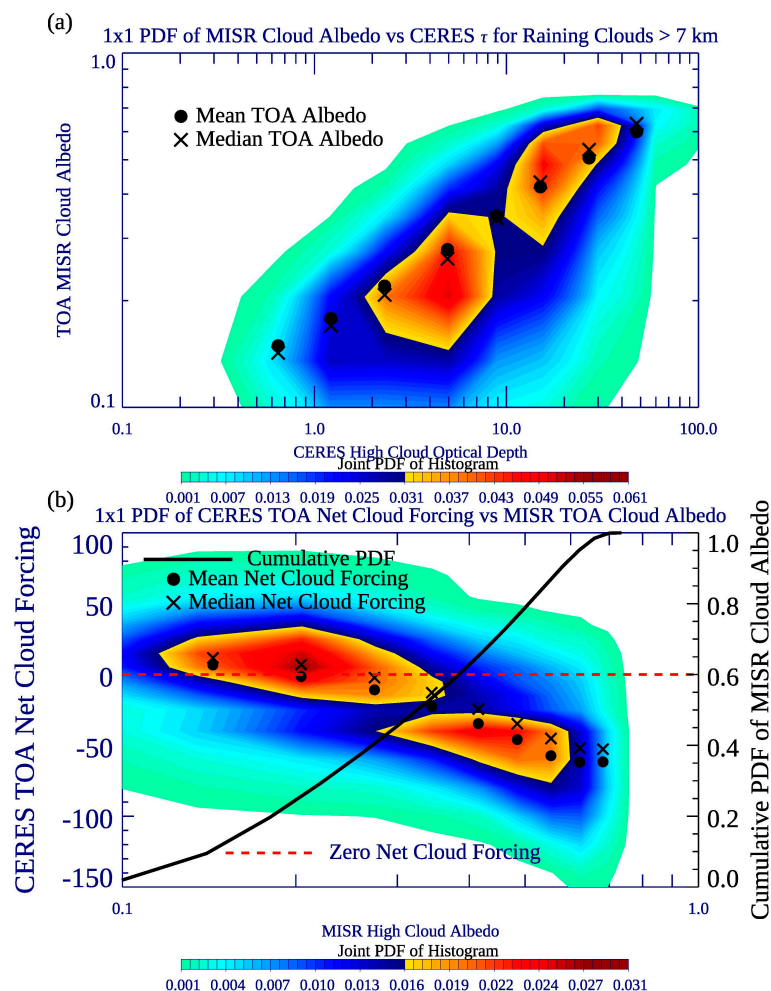 (a)
1x1 PDF of MISR Cloud Albedo vs CERES τ for Raining Clouds > 7 km
1.0
Mean TOA Albedo
Median TOA Albedo
TOA MISR Cloud Albedo
0.1
0.1 1.0 10.0 100.0
CERES High Cloud Optical Depth
Joint PDF of Histogram
0.001 0.007 0.013 0.019 0.025 0.031 0.037 0.043 0.049 0.055 0.061
(b)
1x1 PDF of CERES TOA Net Cloud Forcing vs MISR TOA Cloud Albedo
100
50
0
-50
-100
-150
CERES TOA Net Cloud Forcing
Cumulative PDF
Mean Net Cloud Forcing
Median Net Cloud Forcing
Zero Net Cloud Forcing
1.0
0.8
0.6
0.4
0.2
0.0
Cumulative PDF of MISR Cloud Albedo
0.1 1.0
MISR High Cloud Albedo
Joint PDF of Histogram
0.001 0.004 0.007 0.010 0.013 0.016 0.019 0.022 0.024 0.027 0.031